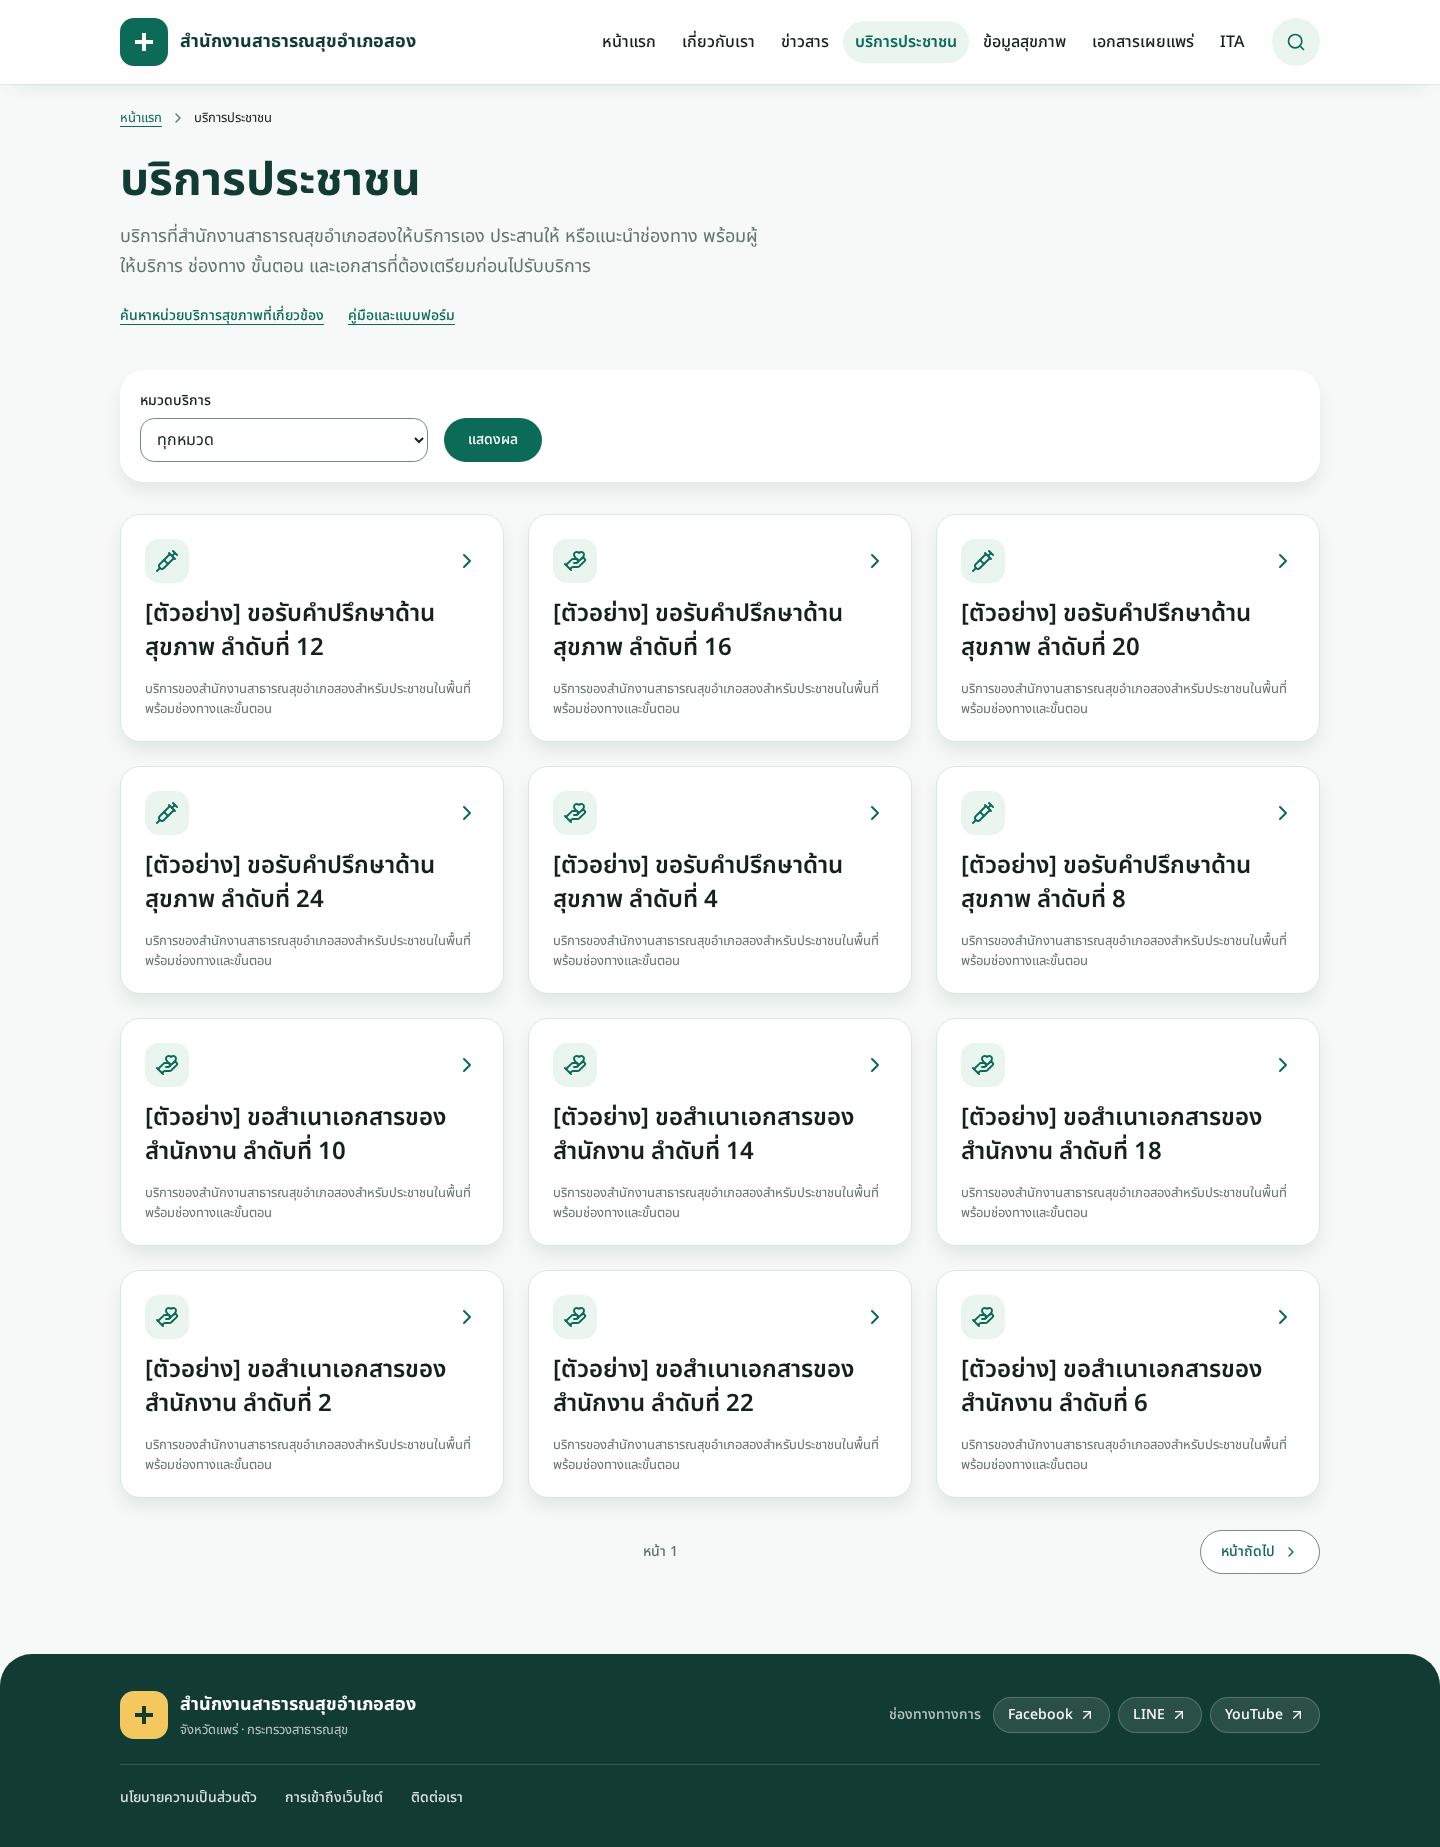 สำนักงานสาธารณสุขอำเภอสอง
หน้าแรก เกี่ยวกับเรา ข่าวสาร บริการประชาชน ข้อมูลสุขภาพ เอกสารเผยแพร่ ITA
หน้าแรก บริการประชาชน
บริการประชาชน
บริการที่สำนักงานสาธารณสุขอำเภอสองให้บริการเอง ประสานให้ หรือแนะนำช่องทาง พร้อมผู้
ให้บริการ ช่องทาง ขั้นตอน และเอกสารที่ต้องเตรียมก่อนไปรับบริการ
ค้นหาหน่วยบริการสุขภาพที่เกี่ยวข้อง คู่มือและแบบฟอร์ม
หมวดบริการ
ทุกหมวด แสดงผล
[ตัวอย่าง] ขอรับคำปรึกษาด้าน
สุขภาพ ลำดับที่ 12
บริการของสำนักงานสาธารณสุขอำเภอสองสำหรับประชาชนในพื้นที่
พร้อมช่องทางและขั้นตอน
[ตัวอย่าง] ขอรับคำปรึกษาด้าน
สุขภาพ ลำดับที่ 16
บริการของสำนักงานสาธารณสุขอำเภอสองสำหรับประชาชนในพื้นที่
พร้อมช่องทางและขั้นตอน
[ตัวอย่าง] ขอรับคำปรึกษาด้าน
สุขภาพ ลำดับที่ 20
บริการของสำนักงานสาธารณสุขอำเภอสองสำหรับประชาชนในพื้นที่
พร้อมช่องทางและขั้นตอน
[ตัวอย่าง] ขอรับคำปรึกษาด้าน
สุขภาพ ลำดับที่ 24
บริการของสำนักงานสาธารณสุขอำเภอสองสำหรับประชาชนในพื้นที่
พร้อมช่องทางและขั้นตอน
[ตัวอย่าง] ขอรับคำปรึกษาด้าน
สุขภาพ ลำดับที่ 4
บริการของสำนักงานสาธารณสุขอำเภอสองสำหรับประชาชนในพื้นที่
พร้อมช่องทางและขั้นตอน
[ตัวอย่าง] ขอรับคำปรึกษาด้าน
สุขภาพ ลำดับที่ 8
บริการของสำนักงานสาธารณสุขอำเภอสองสำหรับประชาชนในพื้นที่
พร้อมช่องทางและขั้นตอน
[ตัวอย่าง] ขอสำเนาเอกสารของ
สำนักงาน ลำดับที่ 10
บริการของสำนักงานสาธารณสุขอำเภอสองสำหรับประชาชนในพื้นที่
พร้อมช่องทางและขั้นตอน
[ตัวอย่าง] ขอสำเนาเอกสารของ
สำนักงาน ลำดับที่ 14
บริการของสำนักงานสาธารณสุขอำเภอสองสำหรับประชาชนในพื้นที่
พร้อมช่องทางและขั้นตอน
[ตัวอย่าง] ขอสำเนาเอกสารของ
สำนักงาน ลำดับที่ 18
บริการของสำนักงานสาธารณสุขอำเภอสองสำหรับประชาชนในพื้นที่
พร้อมช่องทางและขั้นตอน
[ตัวอย่าง] ขอสำเนาเอกสารของ
สำนักงาน ลำดับที่ 2
บริการของสำนักงานสาธารณสุขอำเภอสองสำหรับประชาชนในพื้นที่
พร้อมช่องทางและขั้นตอน
[ตัวอย่าง] ขอสำเนาเอกสารของ
สำนักงาน ลำดับที่ 22
บริการของสำนักงานสาธารณสุขอำเภอสองสำหรับประชาชนในพื้นที่
พร้อมช่องทางและขั้นตอน
[ตัวอย่าง] ขอสำเนาเอกสารของ
สำนักงาน ลำดับที่ 6
บริการของสำนักงานสาธารณสุขอำเภอสองสำหรับประชาชนในพื้นที่
พร้อมช่องทางและขั้นตอน
หน้า 1 หน้าถัดไป
สำนักงานสาธารณสุขอำเภอสอง
จังหวัดแพร่ · กระทรวงสาธารณสุข
ช่องทางทางการ Facebook LINE YouTube
นโยบายความเป็นส่วนตัว การเข้าถึงเว็บไซต์ ติดต่อเรา